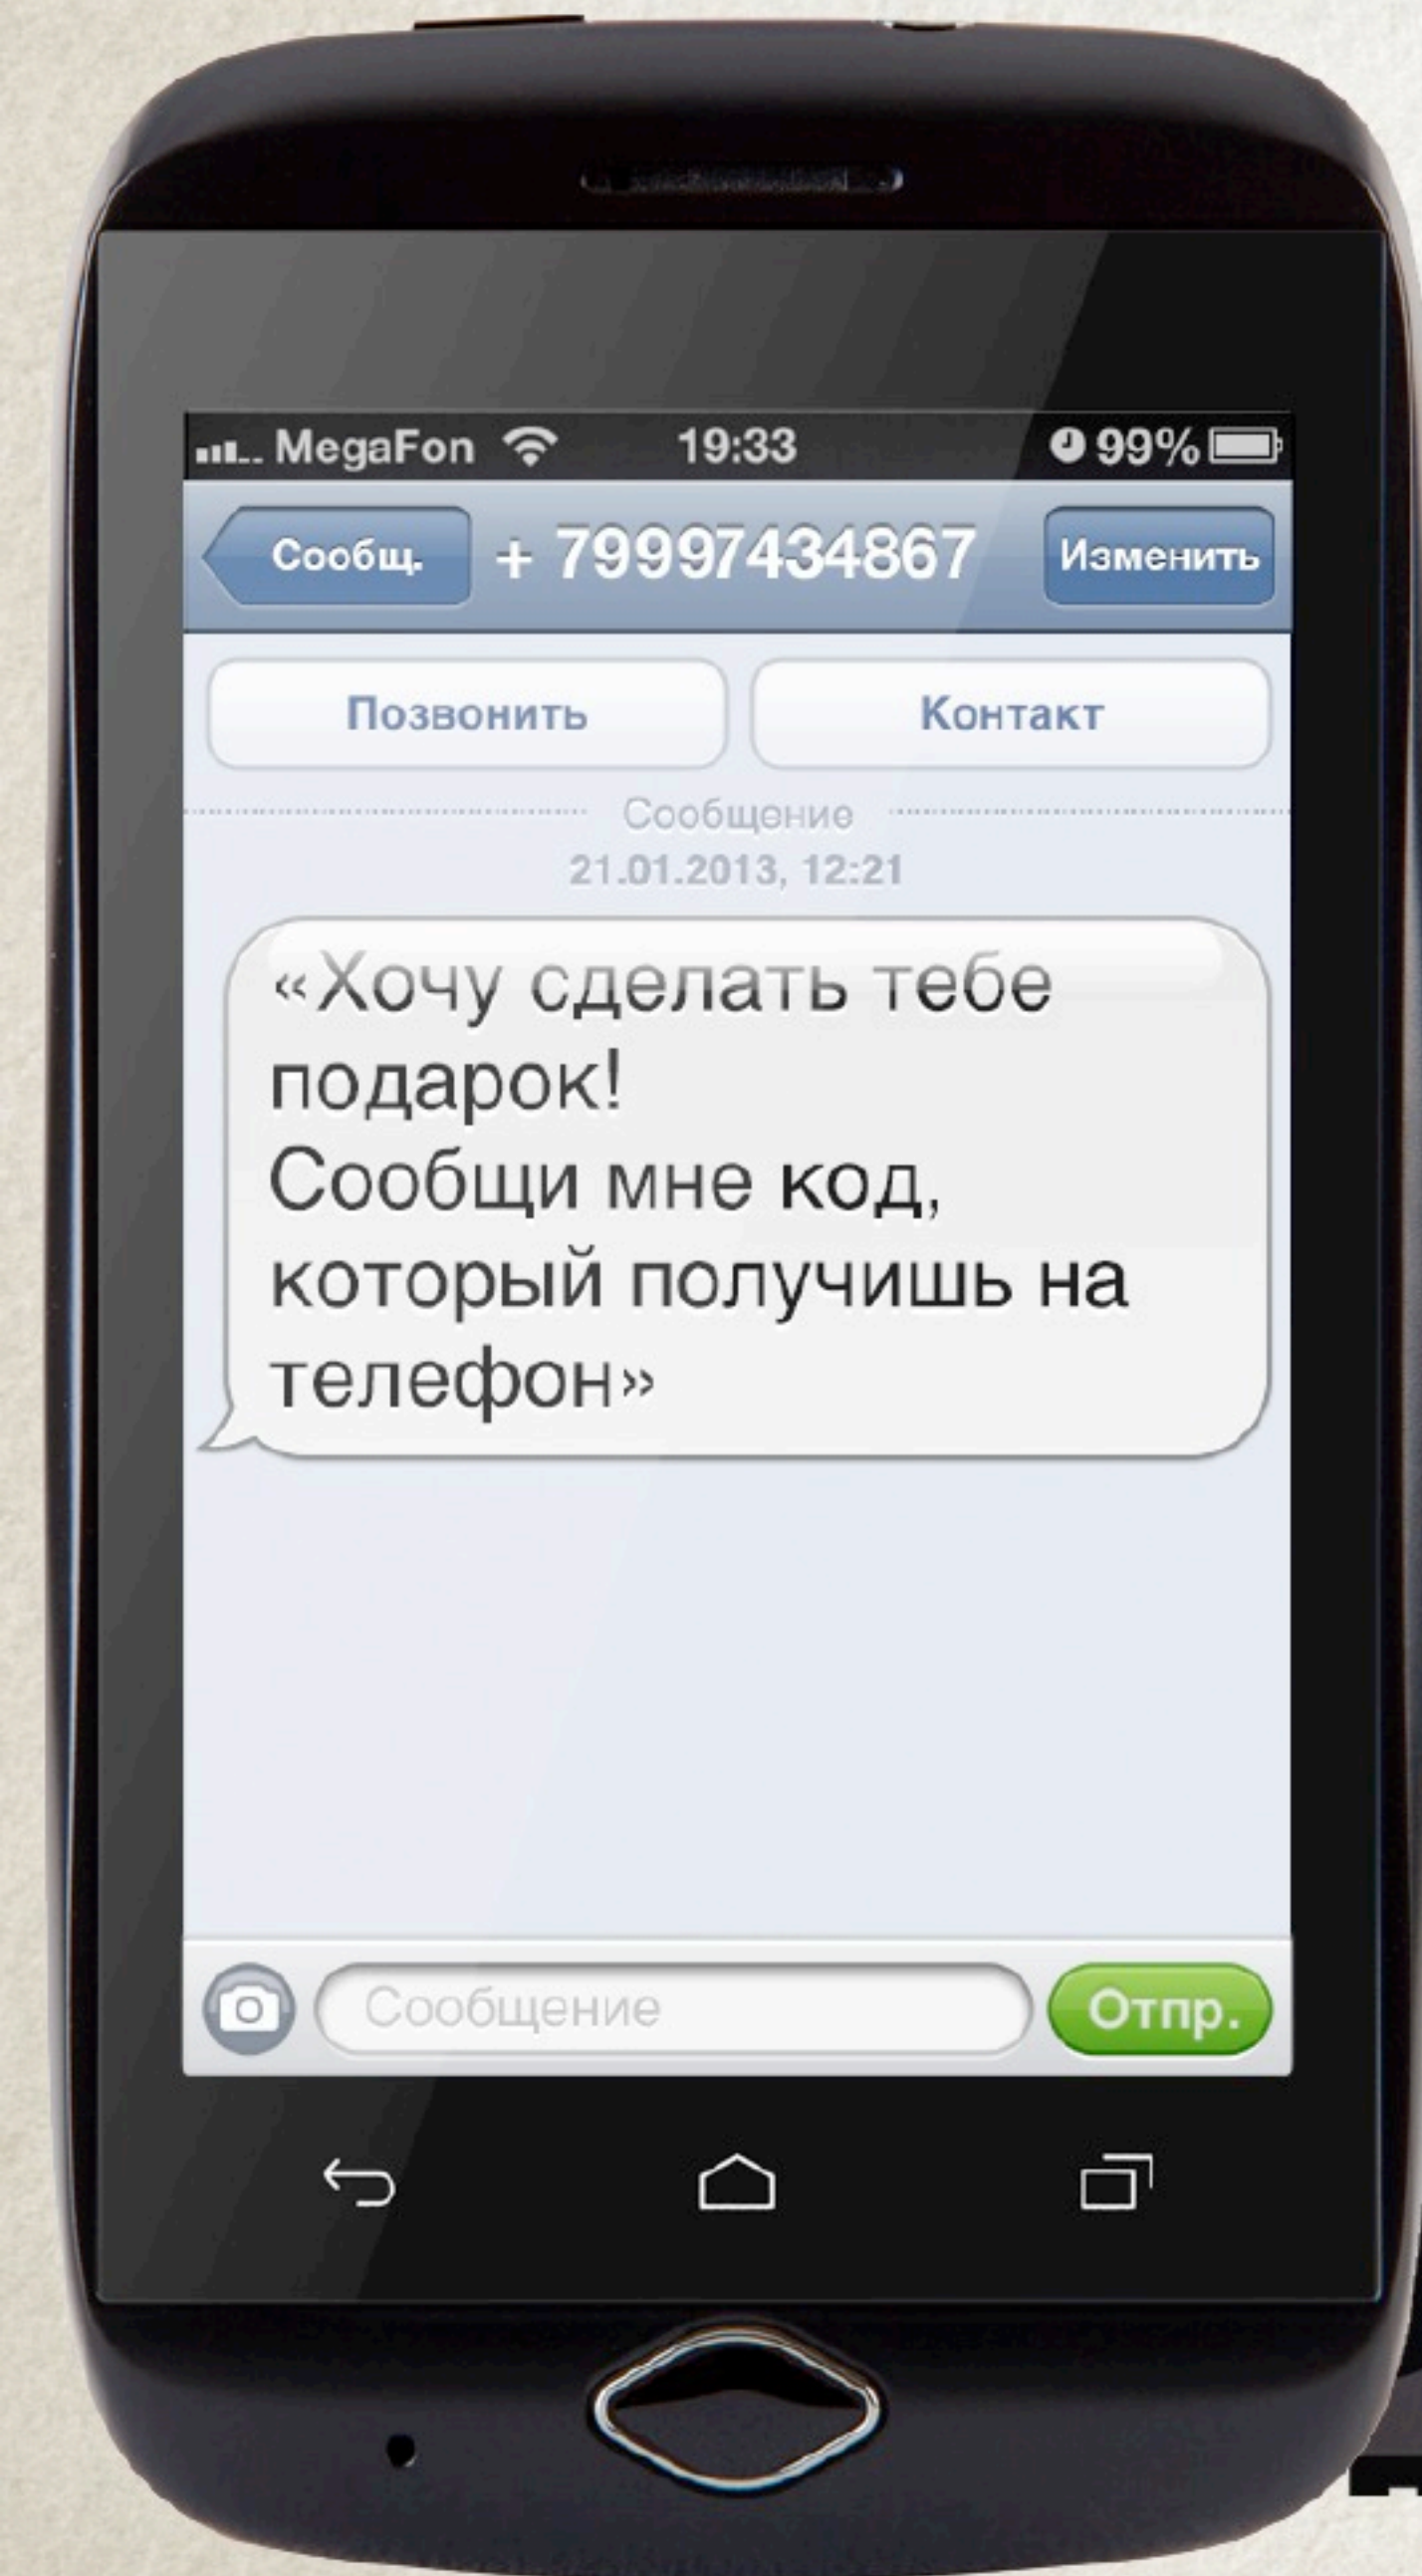 MegaFon 19:33 99%
Сообщ. + 79997434867 Изменить
Позвонить Контакт
Сообщение
21.01.2013, 12:21
«Хочу сделать тебе
подарок!
Сообщи мне код,
который получишь на
телефон»
Сообщение Отпр.